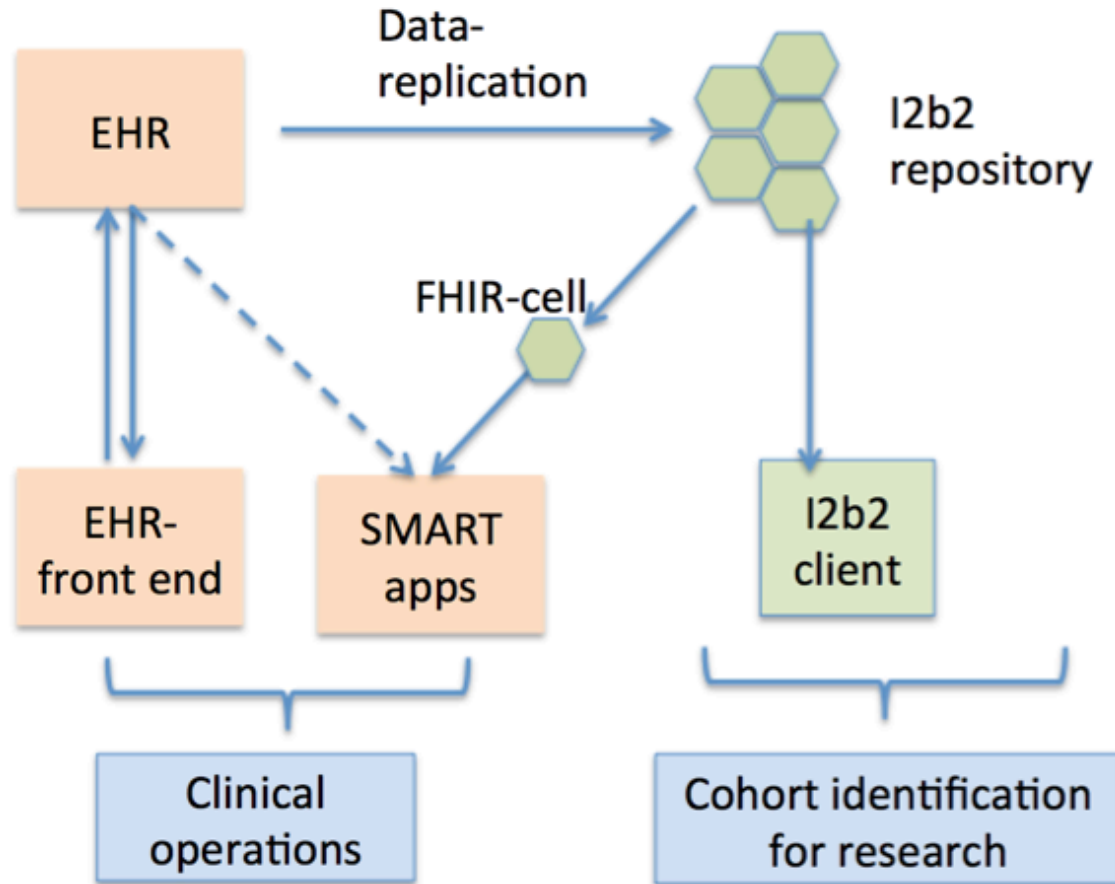 Data-
replication
EHR
I2b2
repository
FHIR-cell
EHR-
front end
SMART
apps
I2b2
client
Clinical
operations
Cohort identification
for research